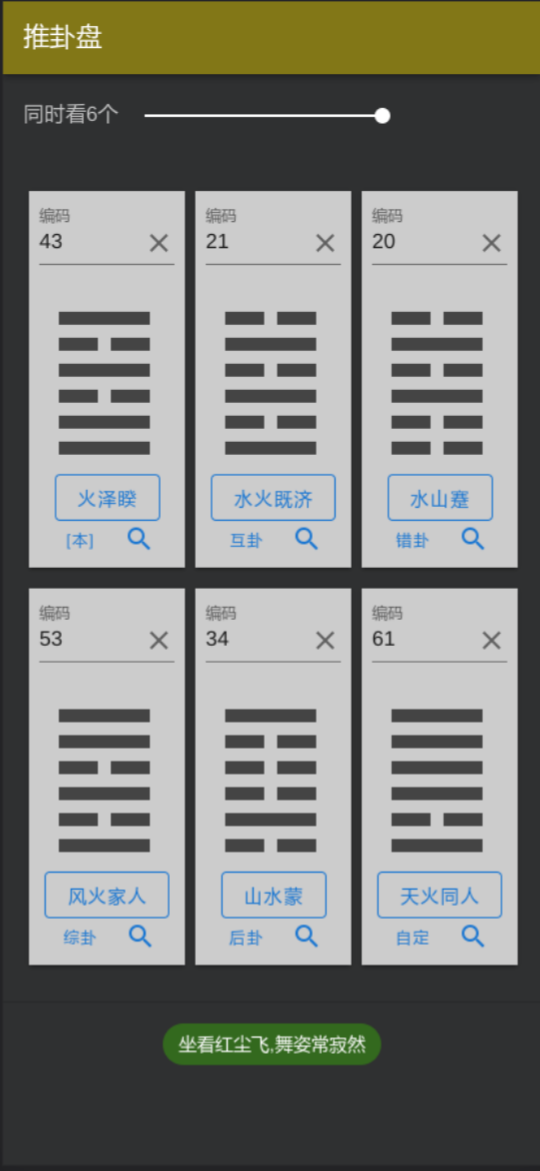 推卦盘
同时看6个
编码 编码 编码
43 21 20
火泽睽 水火既济 水山蹇
[本] 互卦 错卦
编码 编码 编码
53 34 61
风火家人 山水蒙 天火同人
综卦 后卦 自定
坐看红尘飞,舞姿常寂然